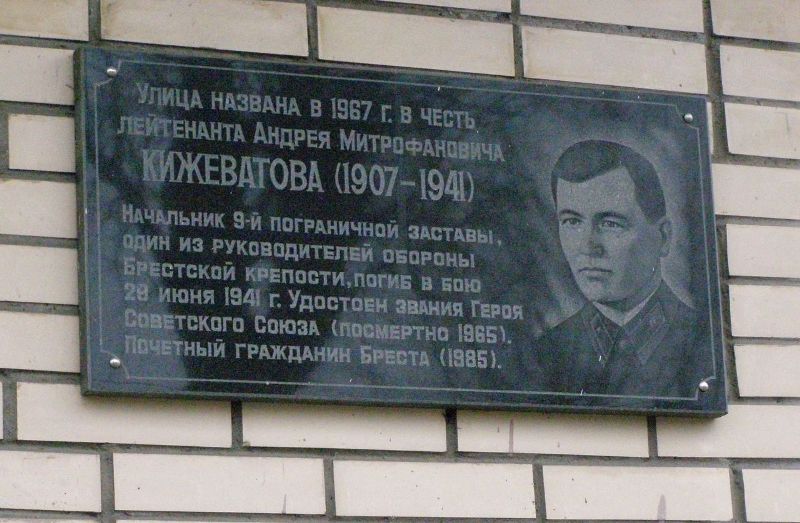 Улица названа в 1967 г. в честь
лейтенанта Андрея Митрофановича
КИЖЕВАТОВА (1907-1941)
Начальник 9-й пограничной заставы,
один из руководителей обороны
Брестской крепости, погиб в бою
28 июня 1941 г. Удостоен звания Героя
Советского Союза (посмертно 1965).
Почетный гражданин Бреста (1985).